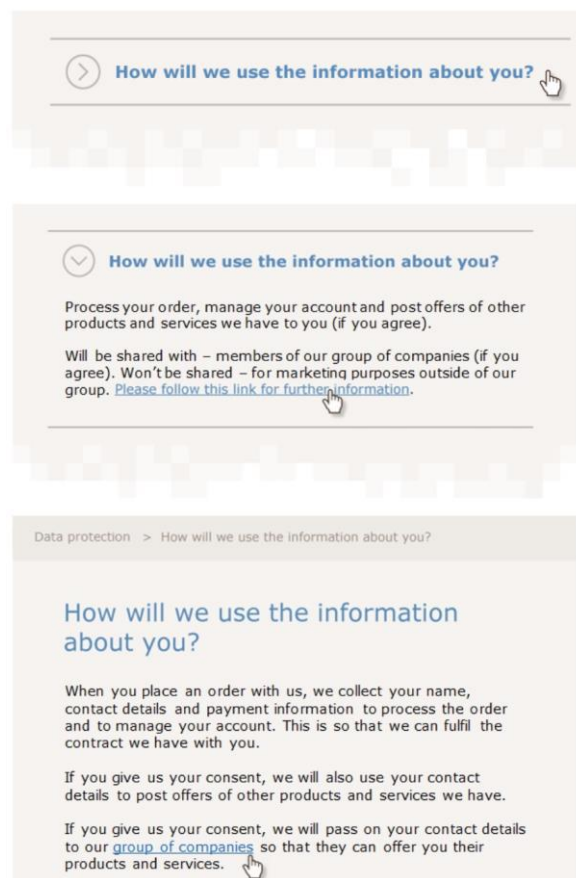 How will we use the information about you?
How will we use the information about you?
Process your order, manage your account and post offers of other
products and services we have to you (if you agree).
Will be shared with – members of our group of companies (if you
agree). Won't be shared – for marketing purposes outside of our
group. Please follow this link for further information.
Data protection > How will we use the information about you?
How will we use the information
about you?
When you place an order with us, we collect your name,
contact details and payment information to process the order
and to manage your account. This is so that we can fulfil the
contract we have with you.
If you give us your consent, we will also use your contact
details to post offers of other products and services we have.
If you give us your consent, we will pass on your contact details
to our group of companies so that they can offer you their
products and services.